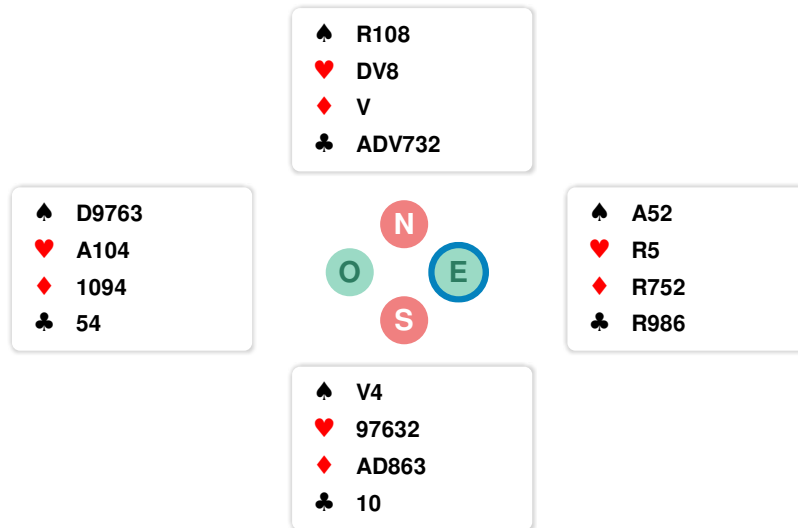 ♠ R108
♥ DV8
♦ V
♣ ADV732
♠ D9763
♥ A104
♦ 1094
♣ 54
N
O
E
S
♠ A52
♥ R5
♦ R752
♣ R986
♠ V4
♥ 97632
♦ AD863
♣ 10